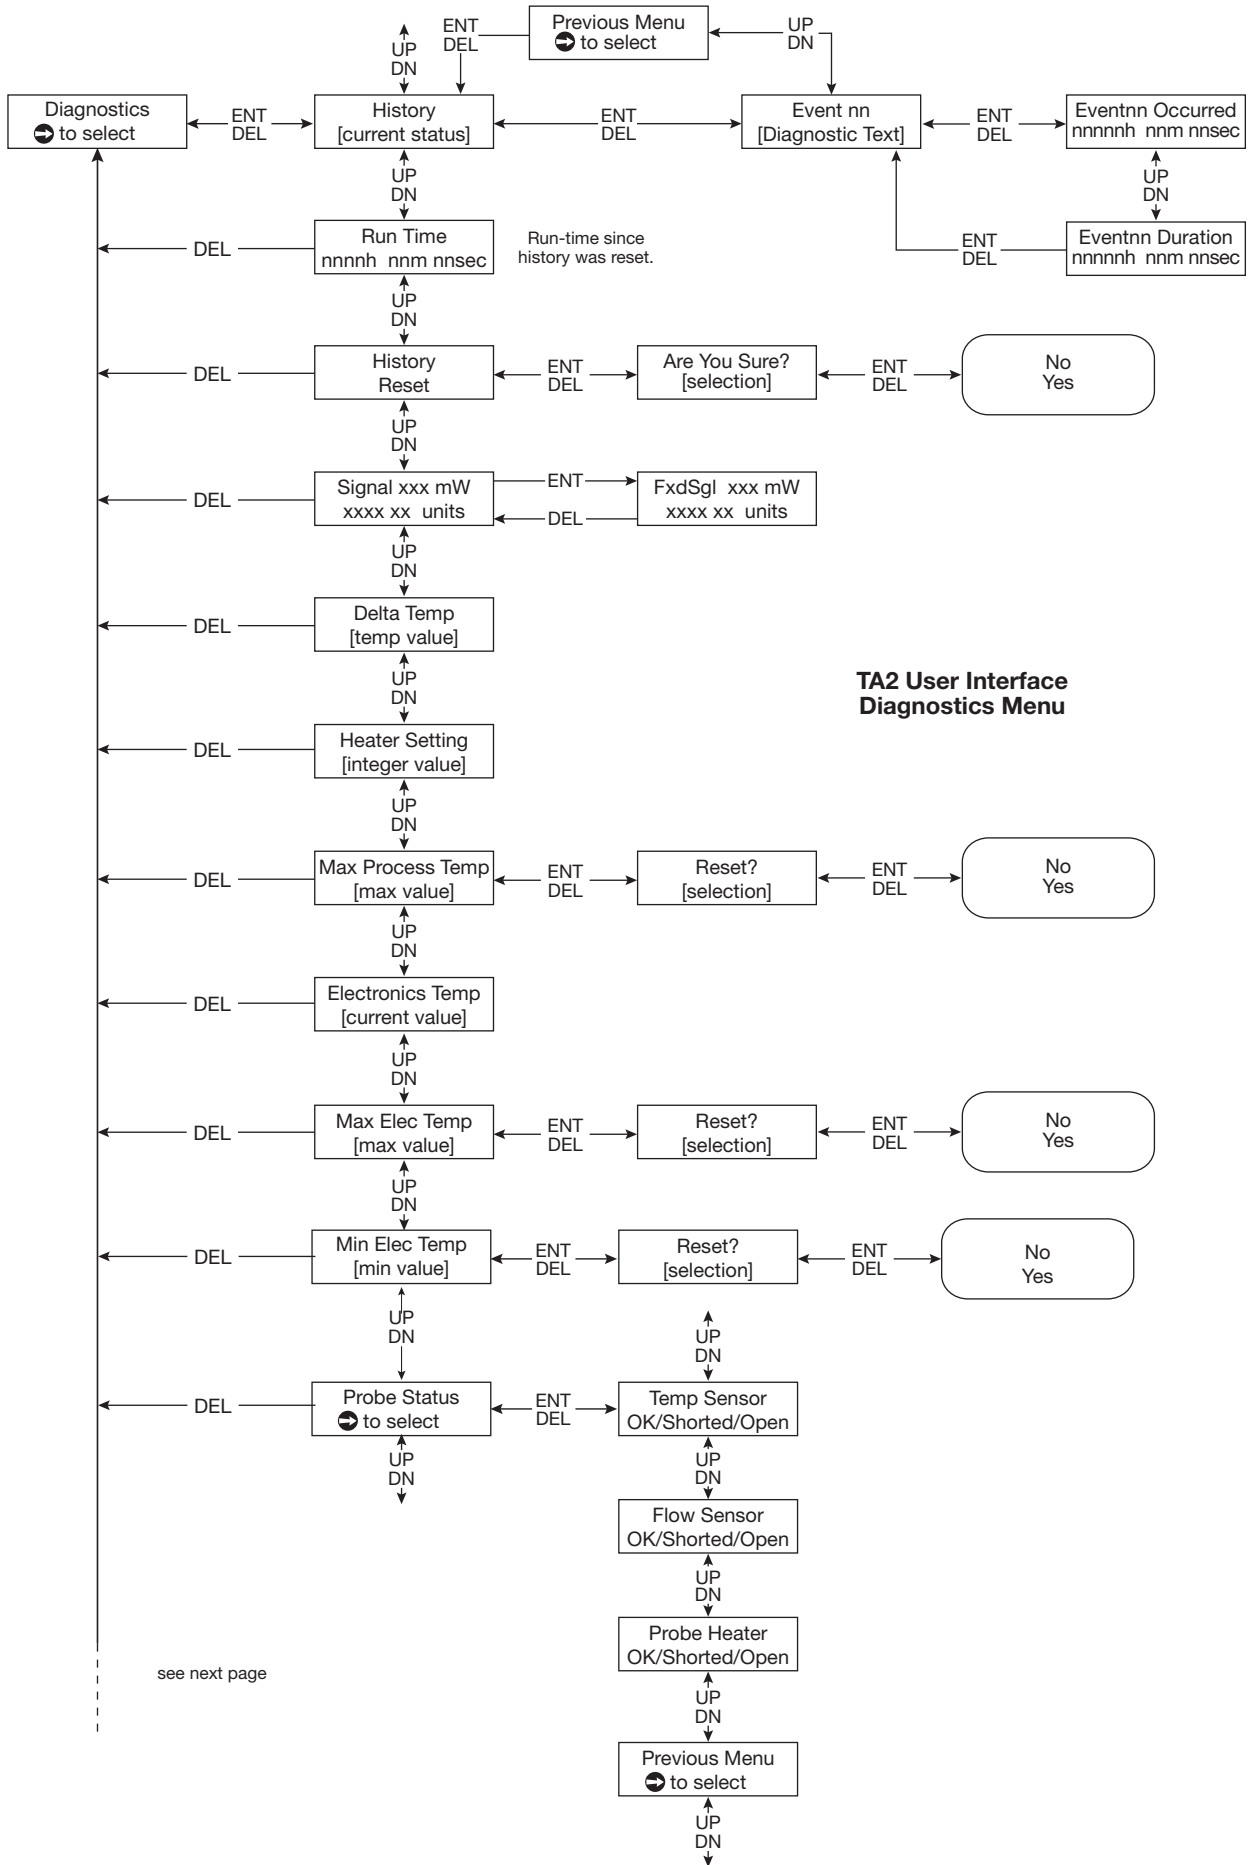 Previous Menu
to select
ENT
DEL
UP
DN
UP
DN
Diagnostics
to select
ENT
DEL
History
[current status]
ENT
DEL
Event nn
[Diagnostic Text]
ENT
DEL
Eventnn Occurred
nnnnnh nnm nnsec
UP
DN
UP
DN
DEL
Run Time
nnnnh nnm nnsec
Run-time since
history was reset.
ENT
DEL
Eventnn Duration
nnnnnh nnm nnsec
UP
DN
DEL
History
Reset
ENT
DEL
Are You Sure?
[selection]
ENT
DEL
No
Yes
UP
DN
DEL
Signal xxx mW
xxxx xx units
ENT
DEL
FxdSgl xxx mW
xxxx xx units
UP
DN
DEL
Delta Temp
[temp value]
UP
DN
TA2 User Interface
Diagnostics Menu
DEL
Heater Setting
[integer value]
UP
DN
DEL
Max Process Temp
[max value]
ENT
DEL
Reset?
[selection]
ENT
DEL
No
Yes
UP
DN
DEL
Electronics Temp
[current value]
UP
DN
DEL
Max Elec Temp
[max value]
ENT
DEL
Reset?
[selection]
ENT
DEL
No
Yes
UP
DN
DEL
Min Elec Temp
[min value]
ENT
DEL
Reset?
[selection]
ENT
DEL
No
Yes
UP
DN
UP
DN
DEL
Probe Status
to select
ENT
DEL
Temp Sensor
OK/Shorted/Open
UP
DN
UP
DN
Flow Sensor
OK/Shorted/Open
UP
DN
Probe Heater
OK/Shorted/Open
see next page
UP
DN
Previous Menu
to select
UP
DN